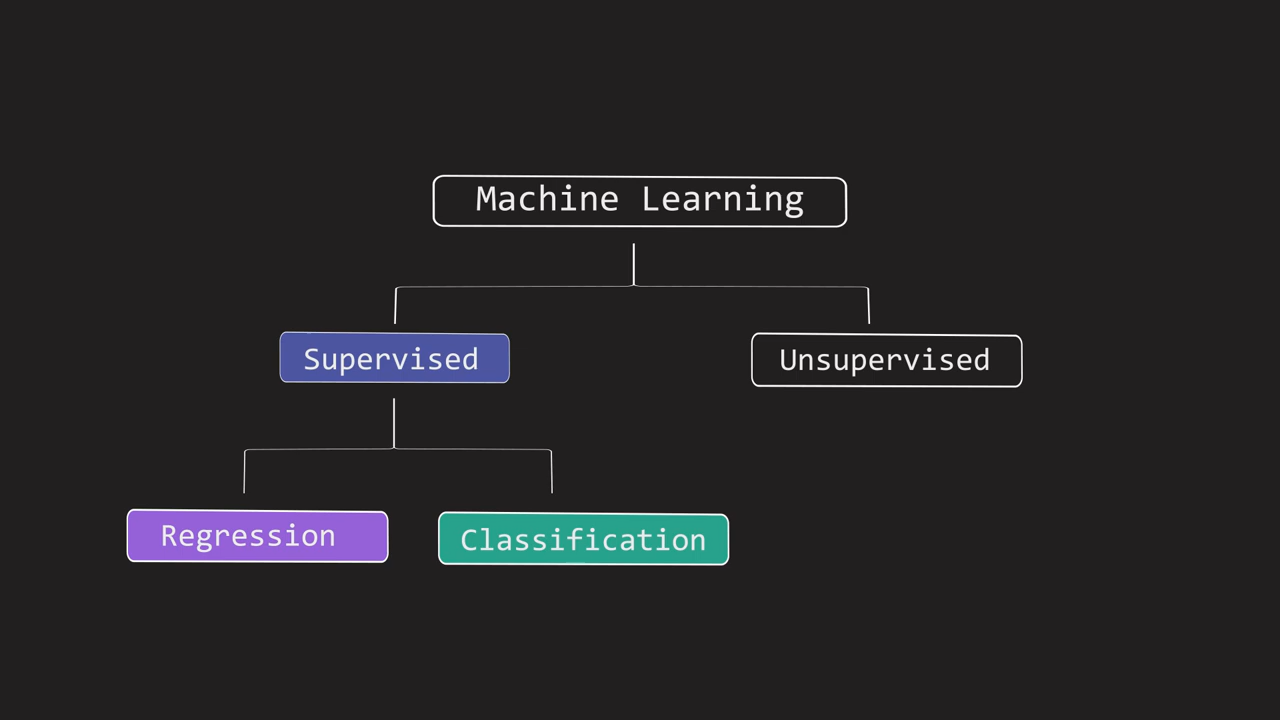 Machine Learning
Supervised
Unsupervised
Regression
Classification